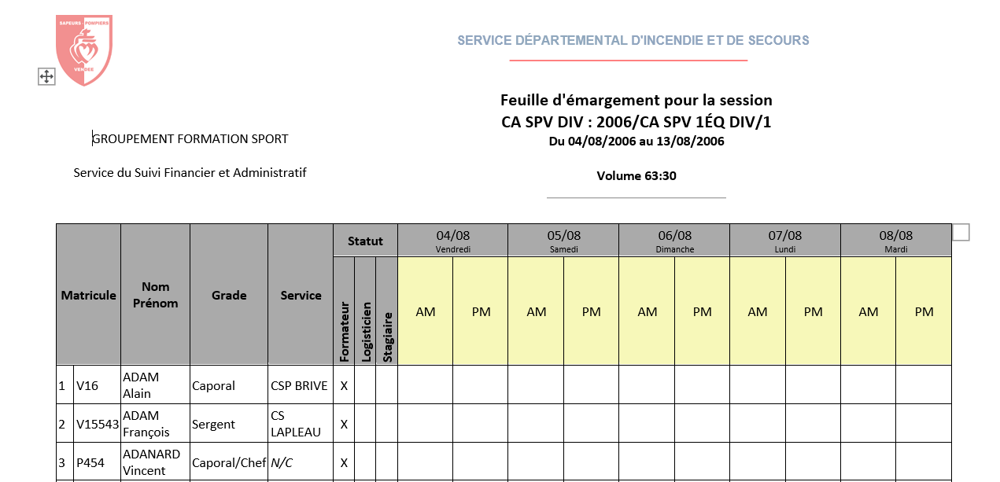 SAPEURS - POMPIERS
VENDEE
SERVICE DÉPARTEMENTAL D'INCENDIE ET DE SECOURS
Feuille d'émargement pour la session
CA SPV DIV : 2006/CA SPV 1ÉQ DIV/1
Du 04/08/2006 au 13/08/2006
GROUPEMENT FORMATION SPORT
Service du Suivi Financier et Administratif
Volume 63:30
Matricule
Nom
Prénom
Grade
Service
Statut
Formateur
Logisticien
Stagiaire
04/08
Vendredi
05/08
Samedi
06/08
Dimanche
07/08
Lundi
08/08
Mardi
AM PM AM PM AM PM AM PM AM PM
1 V16 ADAM Caporal CSP BRIVE X
Alain
2 V15543 ADAM Sergent CS X
François LAPLEAU
3 P454 ADANARD Caporal/Chef N/C X
Vincent